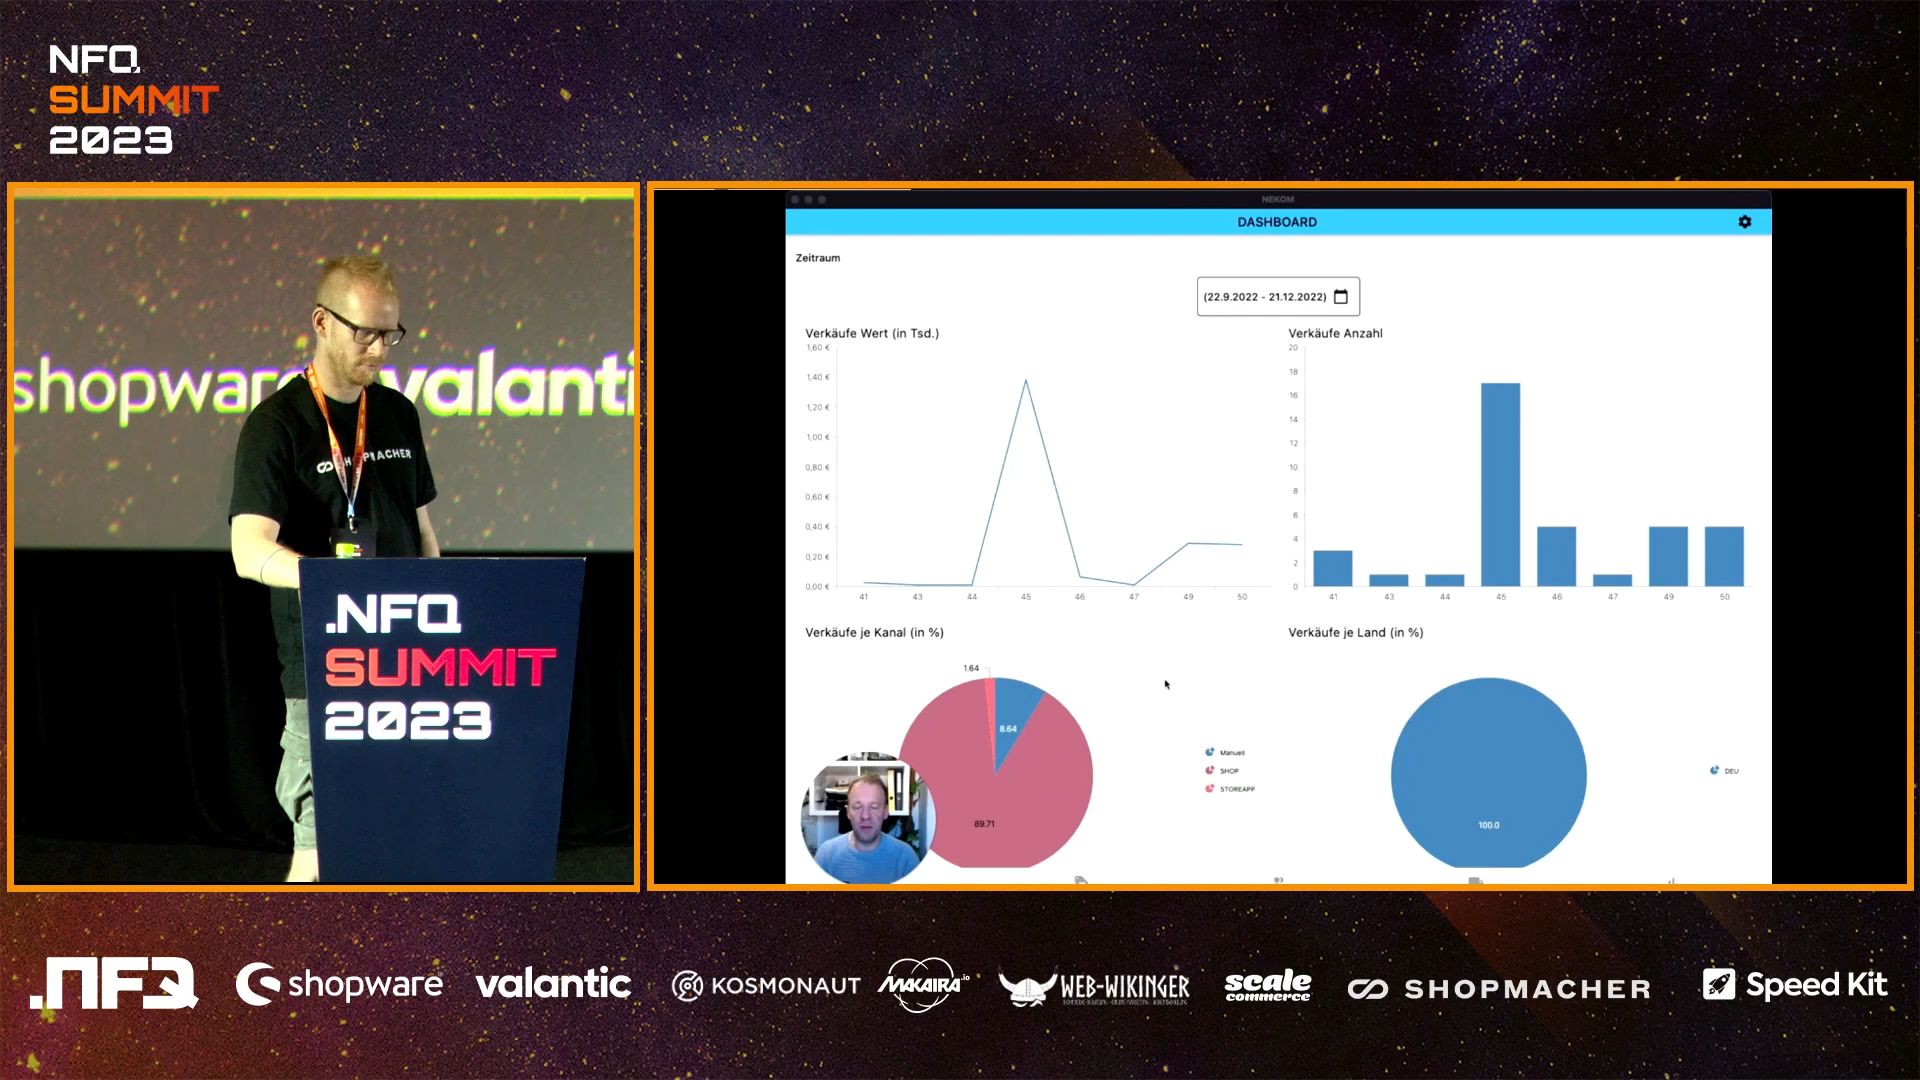 NFQ
SUMMIT
2023
shopware valanti
SHOPMACHER
.NFQ
SUMMIT
2023
NEKOM
DASHBOARD
Zeitraum
(22.9.2022 - 21.12.2022)
Verkäufe Wert (in Tsd.)
1,60 €
1,40 €
1,20 €
1,00 €
0,80 €
0,60 €
0,40 €
0,20 €
0,00 €
41 43 44 45 46 47 49 50
Verkäufe Anzahl
20
18
16
14
12
10
8
6
4
2
0
41 43 44 45 46 47 49 50
Verkäufe je Kanal (in %)
1.64
8.64
89.71
Manuell
SHOP
STOREAPP
Verkäufe je Land (in %)
100.0
DEU
.NFQ shopware valantic KOSMONAUT MAKAIRA.io WEB-WIKINGER scale commerce SHOPMACHER Speed Kit